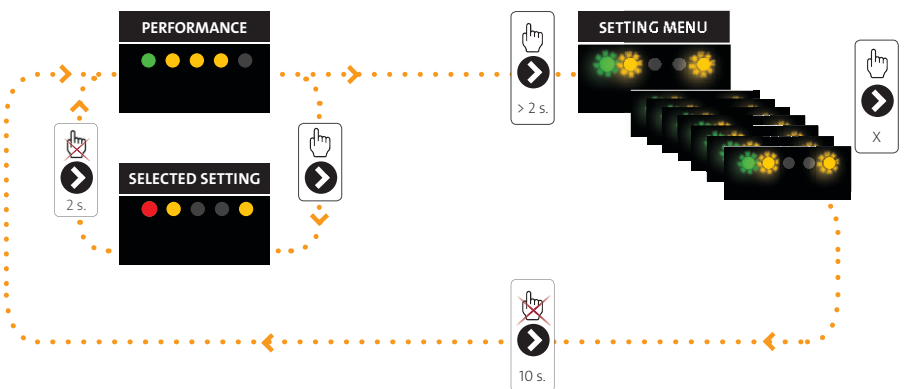 PERFORMANCE
SETTING MENU
> 2 s.
X
2 s.
SELECTED SETTING
10 s.